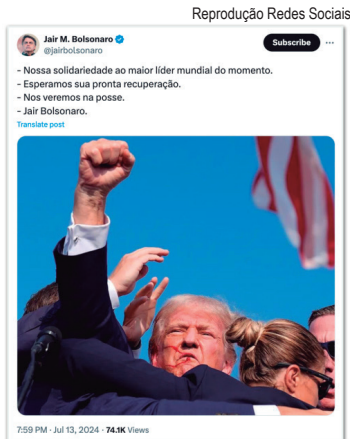 Reprodução Redes Sociais
Jair M. Bolsonaro
@jairbolsonaro
Subscribe
- Nossa solidariedade ao maior líder mundial do momento.
- Esperamos sua pronta recuperação.
- Nos veremos na posse.
- Jair Bolsonaro.
Translate post
7:59 PM · Jul 13, 2024 · 74.1K Views